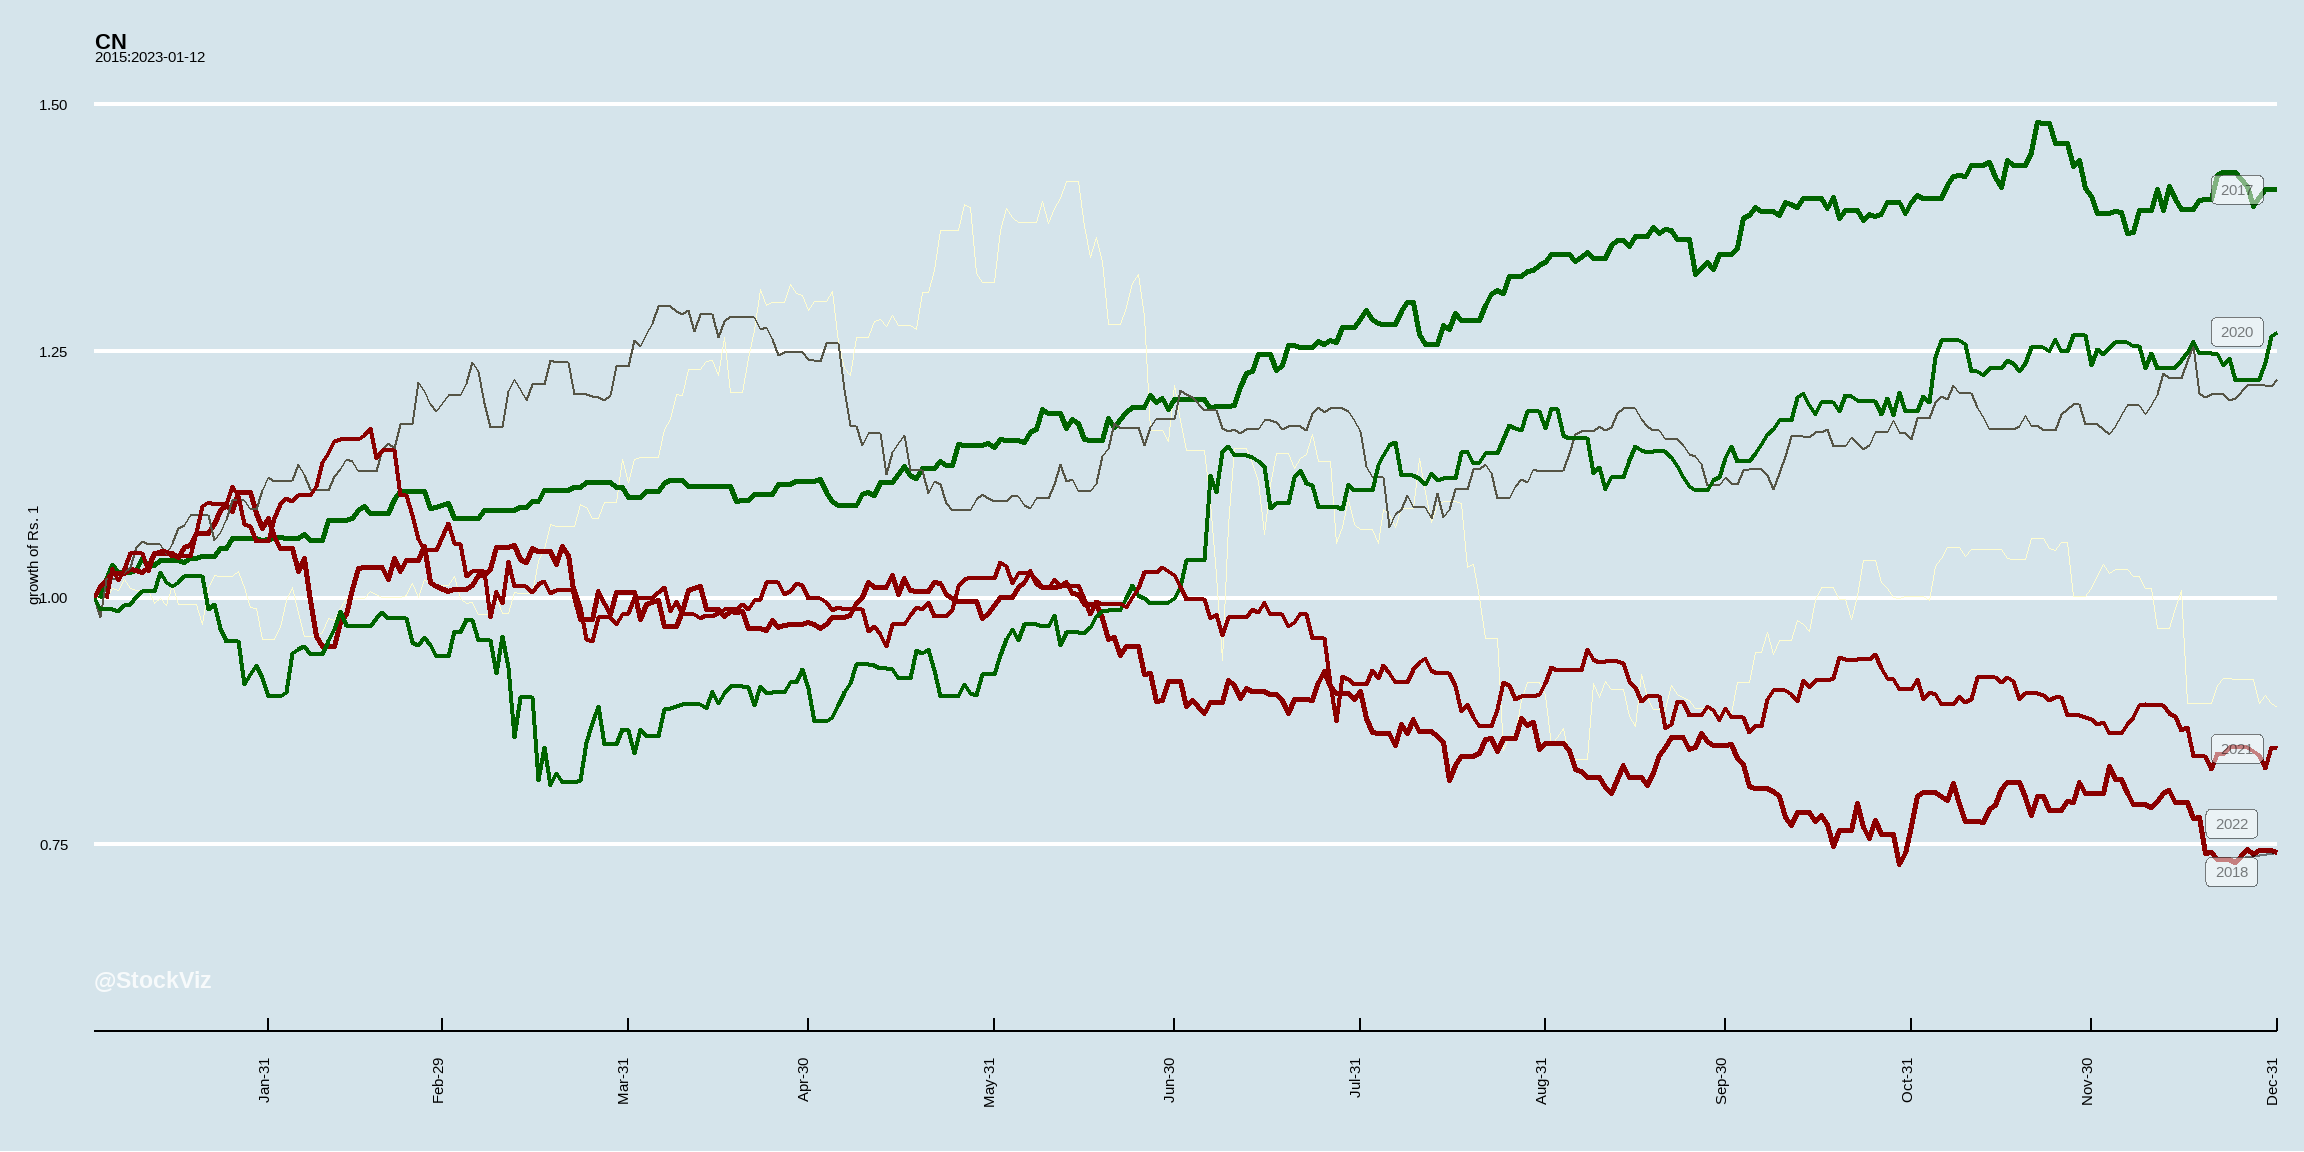 CN
2015:2023-01-12
1.50
1.25
1.00
0.75
growth of Rs. 1
2017
2020
2021
2022
2018
@StockViz
Jan-31
Feb-29
Mar-31
Apr-30
May-31
Jun-30
Jul-31
Aug-31
Sep-30
Oct-31
Nov-30
Dec-31